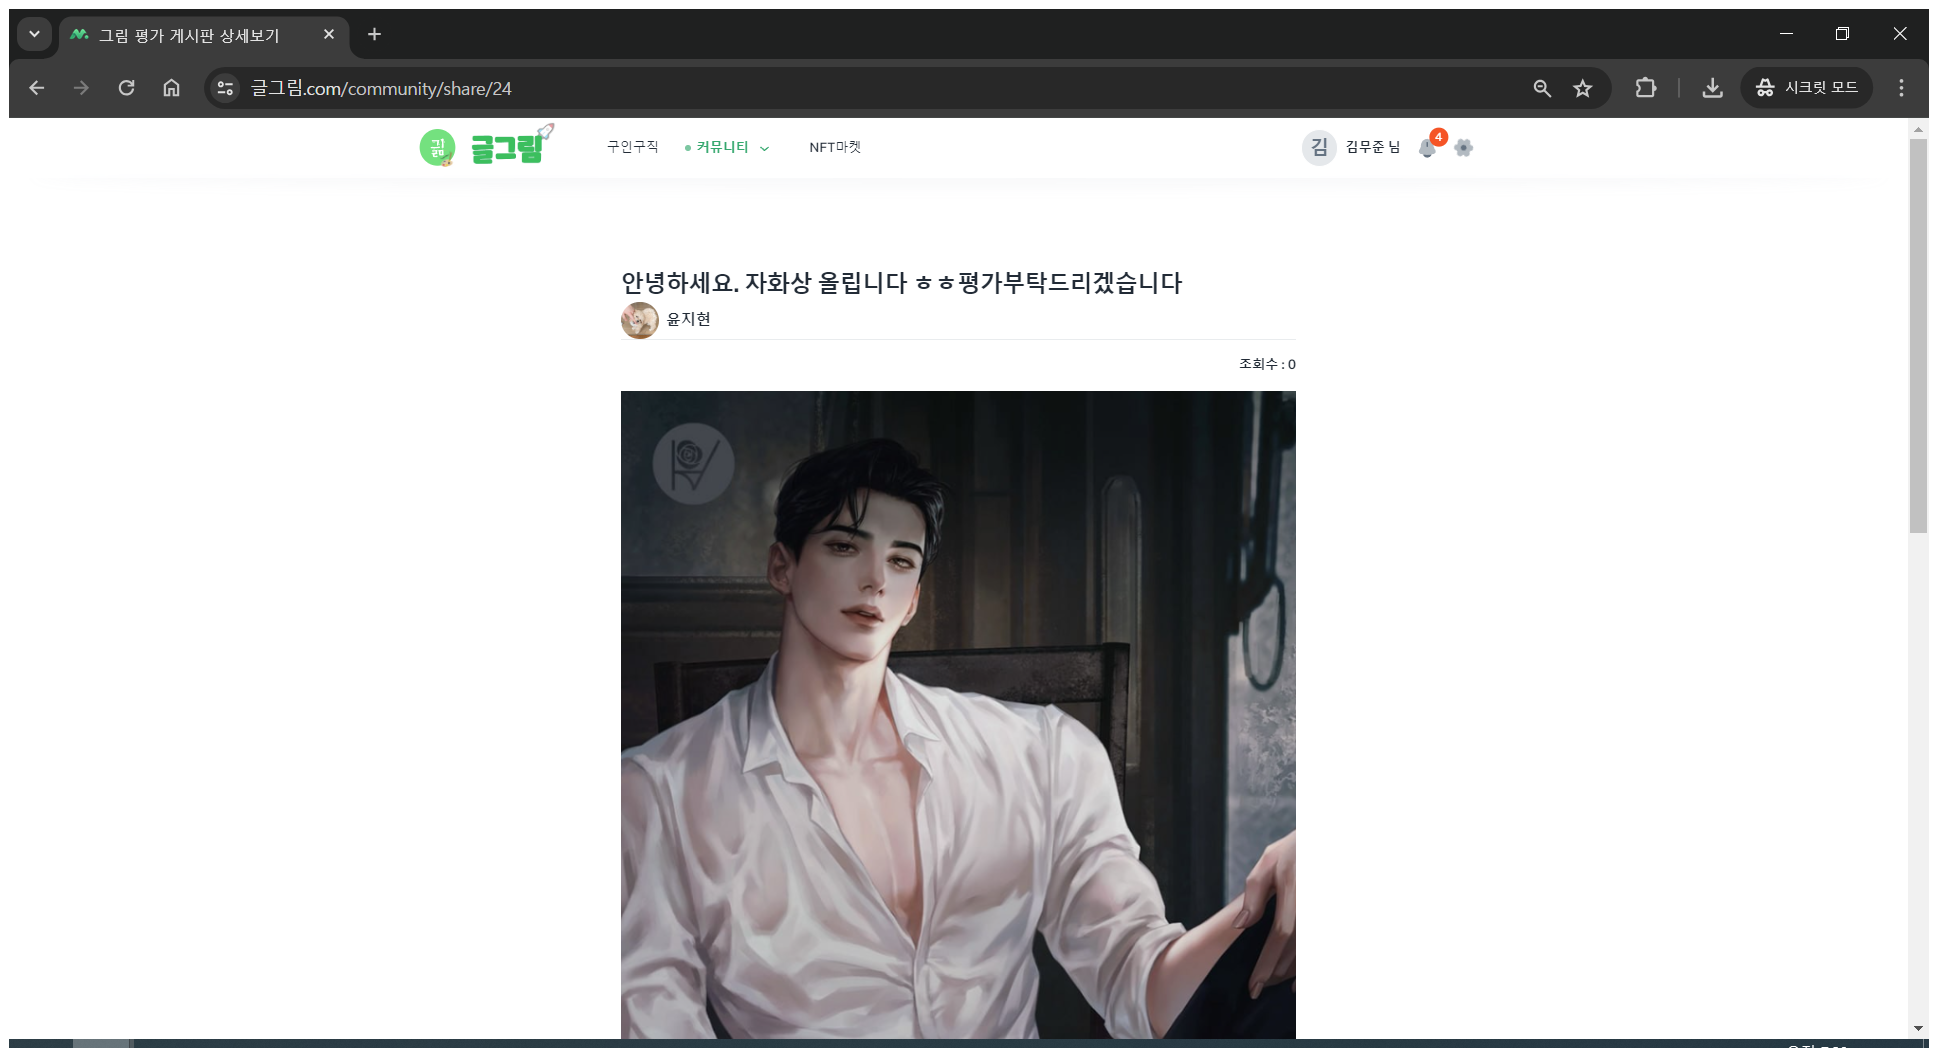 그림 평가 게시판 상세보기
글그림.com/community/share/24
시크릿 모드
글그림
구인구직
커뮤니티
NFT마켓
김
김무준 님
4
안녕하세요. 자화상 올립니다 ㅎㅎ평가부탁드리겠습니다
윤지현
조회수 : 0